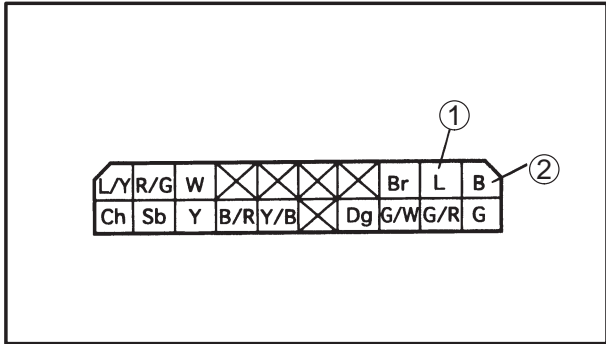 ①
L/Y R/G W Br L B
②
Ch Sb Y B/R Y/B Dg G/W G/R G